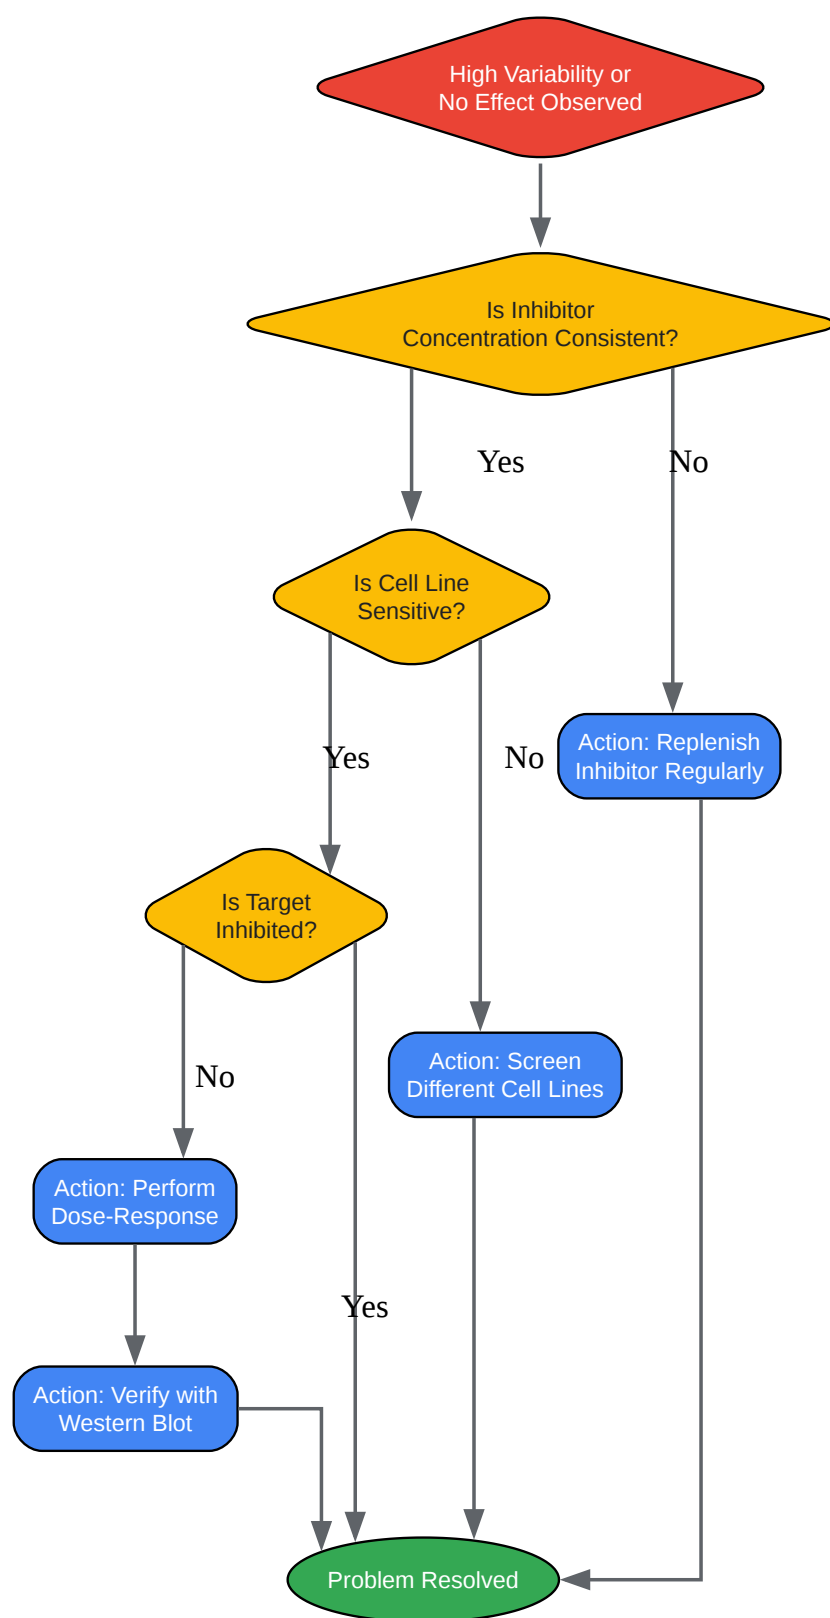 High Variability or
No Effect Observed
Is Inhibitor
Concentration Consistent?
Yes
No
Is Cell Line
Sensitive?
Yes
No
Action: Replenish
Inhibitor Regularly
Is Target
Inhibited?
No
Action: Screen
Different Cell Lines
Action: Perform
Dose-Response
Yes
Action: Verify with
Western Blot
Problem Resolved